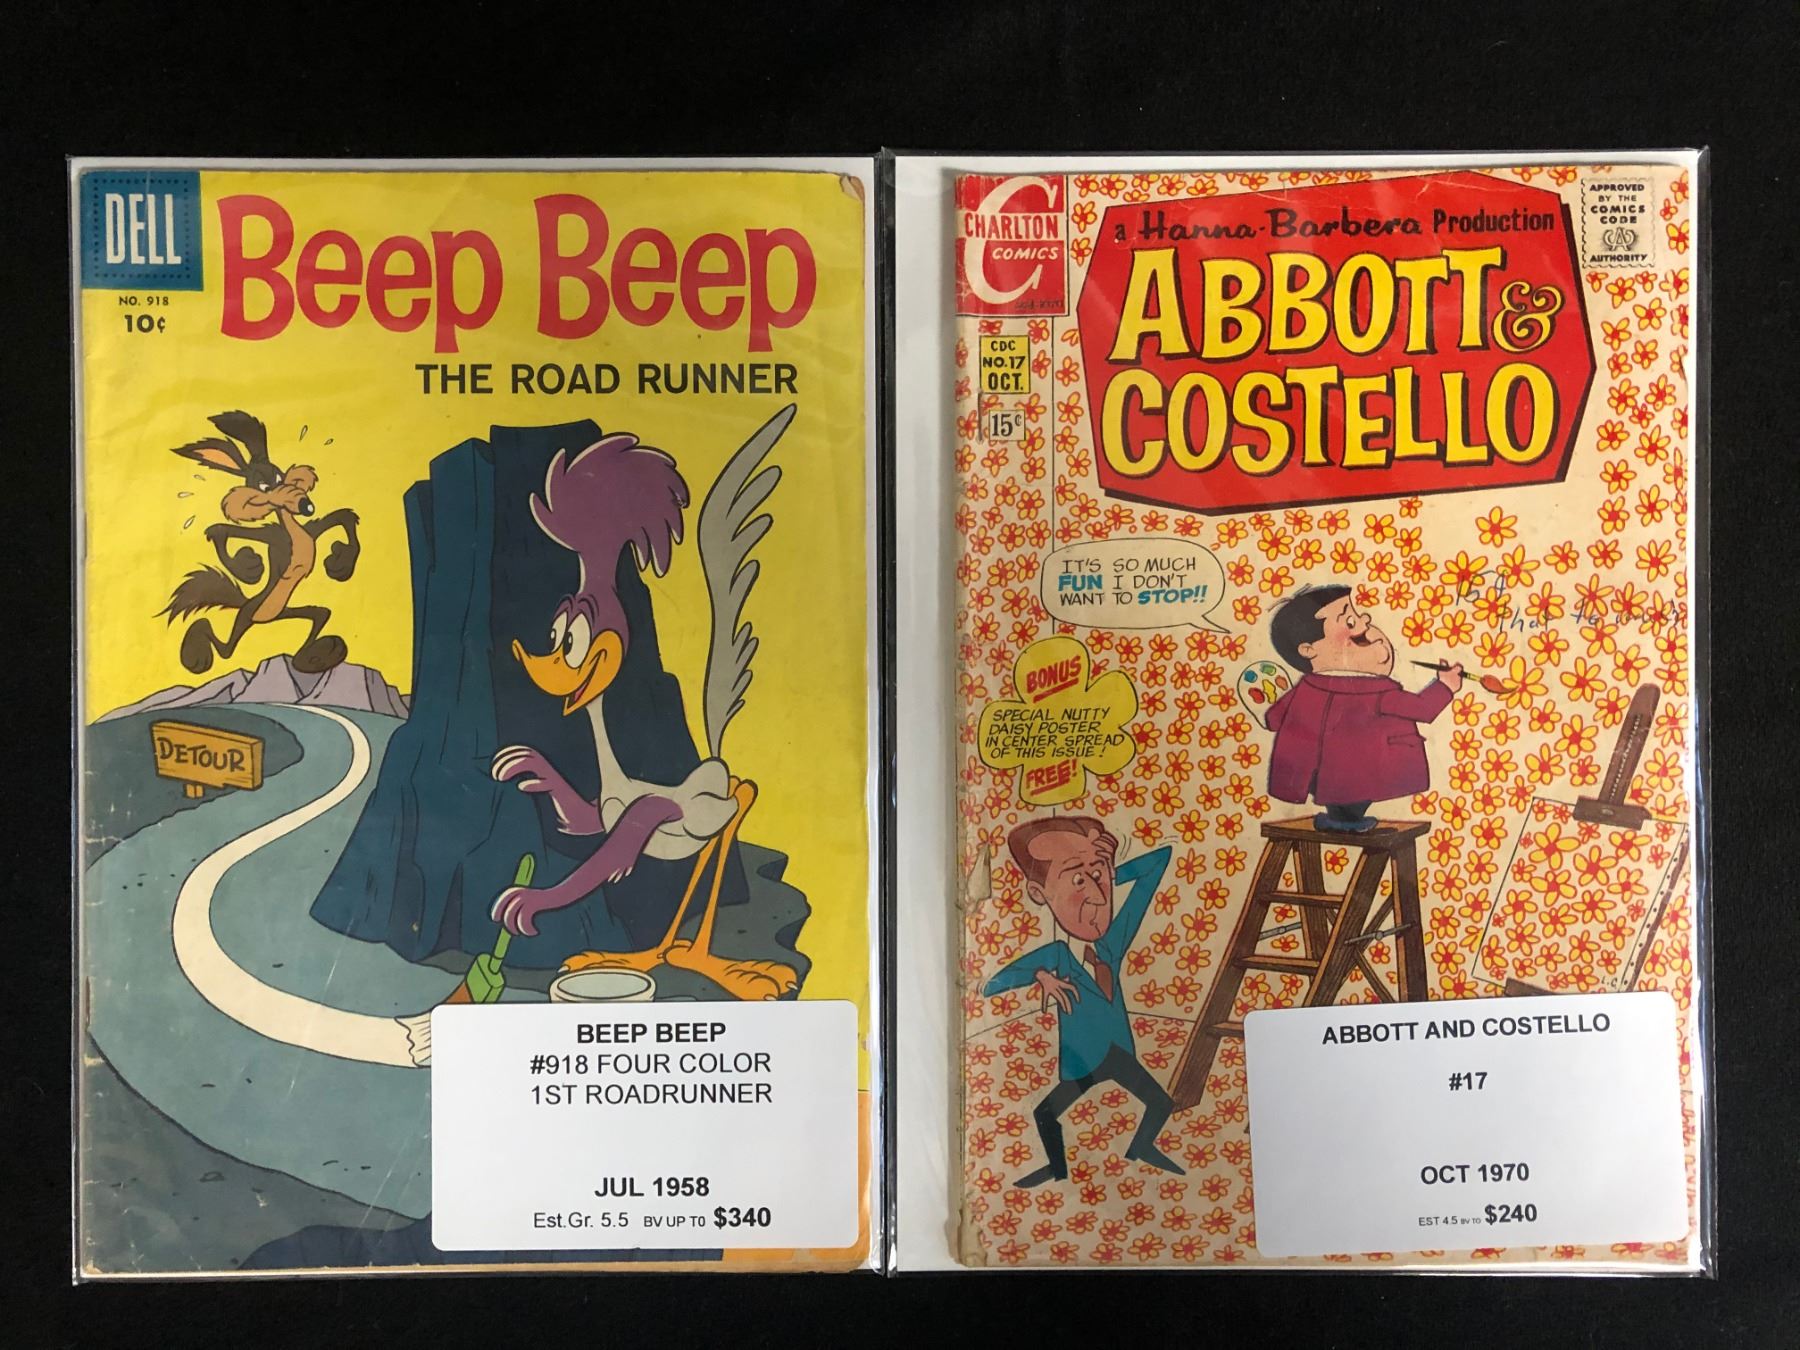 DELL
NO. 918
10¢
Beep Beep
THE ROAD RUNNER
DETOUR
BEEP BEEP
#918 FOUR COLOR
1ST ROADRUNNER
JUL 1958
Est.Gr. 5.5 BV UP TO $340
CHARLTON
COMICS
CDC
NO.17
OCT.
15¢
a Hanna-Barbera Production
ABBOTT &
COSTELLO
APPROVED
BY THE
COMICS
CODE
CA
AUTHORITY
IT'S SO MUCH
FUN I DON'T
WANT TO STOP!!
BONUS
SPECIAL NUTTY
DAISY POSTER
IN CENTER SPREAD
OF THIS ISSUE!
FREE!
that to
ABBOTT AND COSTELLO
#17
OCT 1970
EST 4.5 BV TO $240